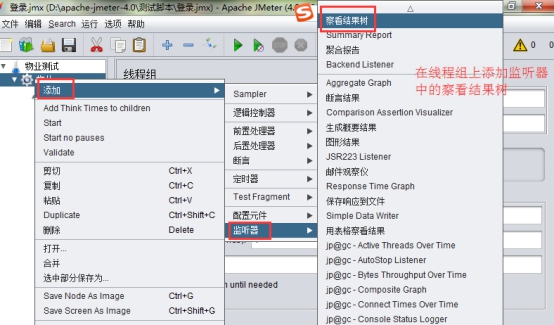 登录.jmx (D:\apache-jmeter-4.0\测试脚本\登录.jmx) - Apache JMeter (4.
文件 编辑 Search 运行 选项 帮助
0 0
物业测试
线程组
添加
Add Think Times to children
Start
Start no pauses
Validate
剪切 Ctrl+X
复制 Ctrl+C
粘贴 Ctrl+V
Duplicate Ctrl+Shift+C
删除 Delete
打开...
合并
选中部分保存为...
Save Node As Image Ctrl+G
Save Screen As Image Ctrl+Shift+G
Sampler
逻辑控制器
前置处理器
后置处理器
断言
定时器
Test Fragment
配置元件
监听器
n until needed
察看结果树
Summary Report
聚合报告
Backend Listener
Aggregate Graph
断言结果
Comparison Assertion Visualizer
生成概要结果
图形结果
JSR223 Listener
邮件观察仪
Response Time Graph
保存响应到文件
Simple Data Writer
用表格察看结果
jp@gc - Active Threads Over Time
jp@gc - AutoStop Listener
jp@gc - Bytes Throughput Over Time
jp@gc - Composite Graph
jp@gc - Connect Times Over Time
jp@gc - Console Status Logger
在线程组上添加监听器
中的察看结果树